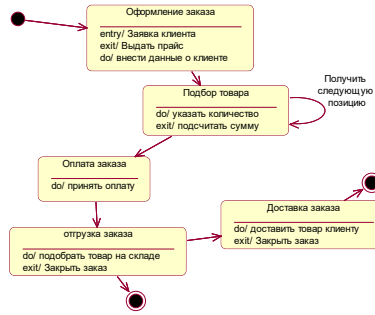 Оформление заказа
entry/ Заявка клиента
exit/ Выдать прайс
do/ внести данные о клиенте
Подбор товара
do/ указать количество
exit/ подсчитать сумму
Получить
следующую
позицию
Оплата заказа
do/ принять оплату
отгрузка заказа
do/ подобрать товар на складе
exit/ Закрыть заказ
Доставка заказа
do/ доставить товар клиенту
exit/ Закрыть заказ